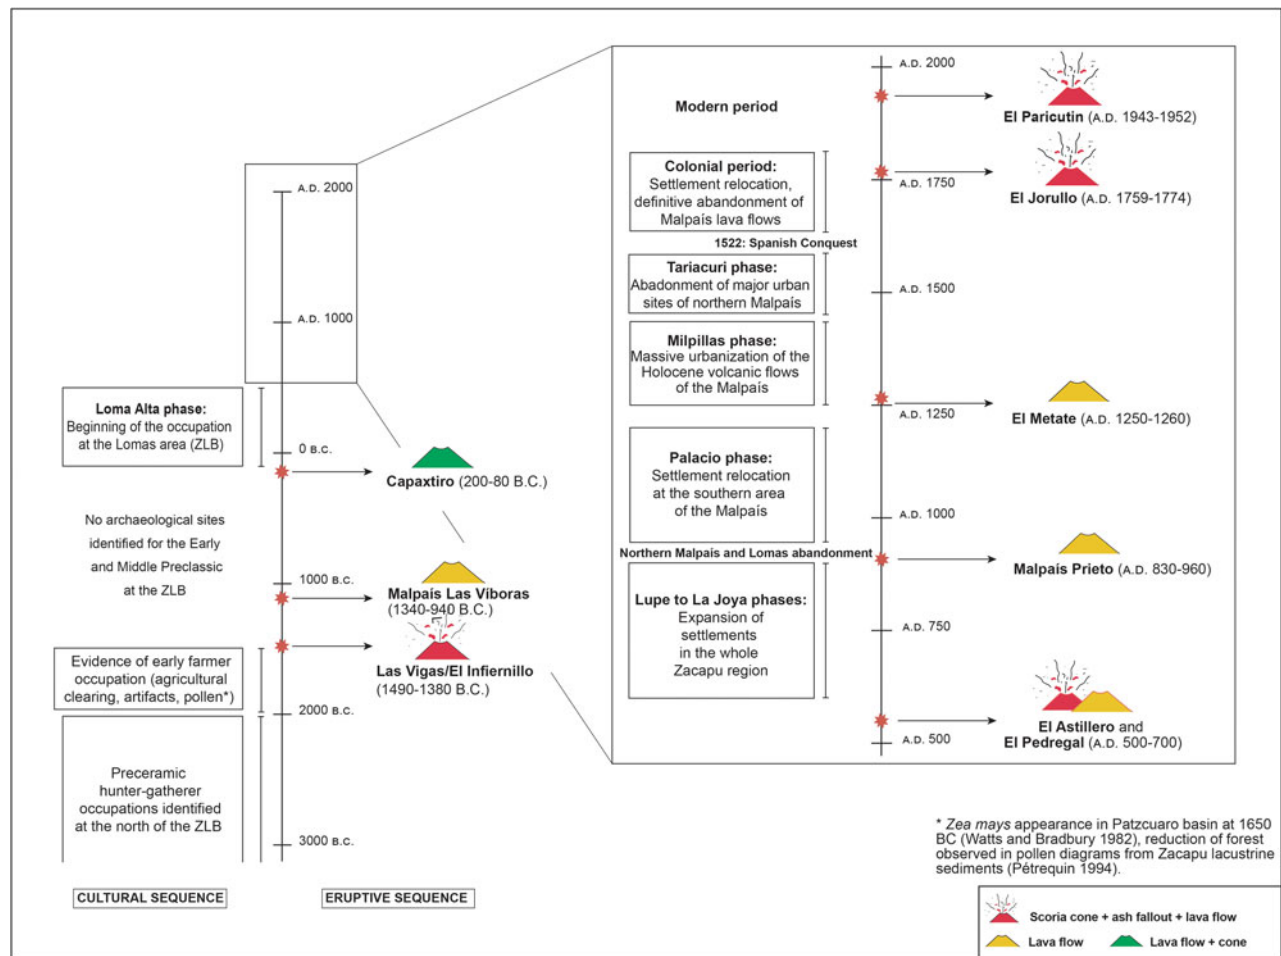 A.D. 2000
A.D. 1000
0 B.C.
1000 B.C.
2000 B.C.
3000 B.C.
Loma Alta phase:
Beginning of the occupation
at the Lomas area (ZLB)
No archaeological sites
identified for the Early
and Middle Preclassic
at the ZLB
Evidence of early farmer
occupation (agricultural
clearing, artifacts, pollen*)
Preceramic
hunter-gatherer
occupations identified
at the north of the ZLB
CULTURAL SEQUENCE
ERUPTIVE SEQUENCE
Capaxtiro (200-80 B.C.)
Malpaís Las Víboras
(1340-940 B.C.)
Las Vigas/El Infiernillo
(1490-1380 B.C.)
Modern period
Colonial period:
Settlement relocation,
definitive abandonment of
Malpaís lava flows
1522: Spanish Conquest
Tariacuri phase:
Abadonment of major urban
sites of northern Malpaís
Milpillas phase:
Massive urbanization of the
Holocene volcanic flows
of the Malpaís
Palacio phase:
Settlement relocation
at the southern area
of the Malpaís
Northern Malpaís and Lomas abandonment
Lupe to La Joya phases:
Expansion of
settlements
in the whole
Zacapu region
A.D. 2000
A.D. 1750
A.D. 1500
A.D. 1250
A.D. 1000
A.D. 750
A.D. 500
El Paricutin (A.D. 1943-1952)
El Jorullo (A.D. 1759-1774)
El Metate (A.D. 1250-1260)
Malpaís Prieto (A.D. 830-960)
El Astillero and
El Pedregal (A.D. 500-700)
* Zea mays appearance in Patzcuaro basin at 1650
BC (Watts and Bradbury 1982), reduction of forest
observed in pollen diagrams from Zacapu lacustrine
sediments (Pétrequin 1994).
Scoria cone + ash fallout + lava flow
Lava flow
Lava flow + cone